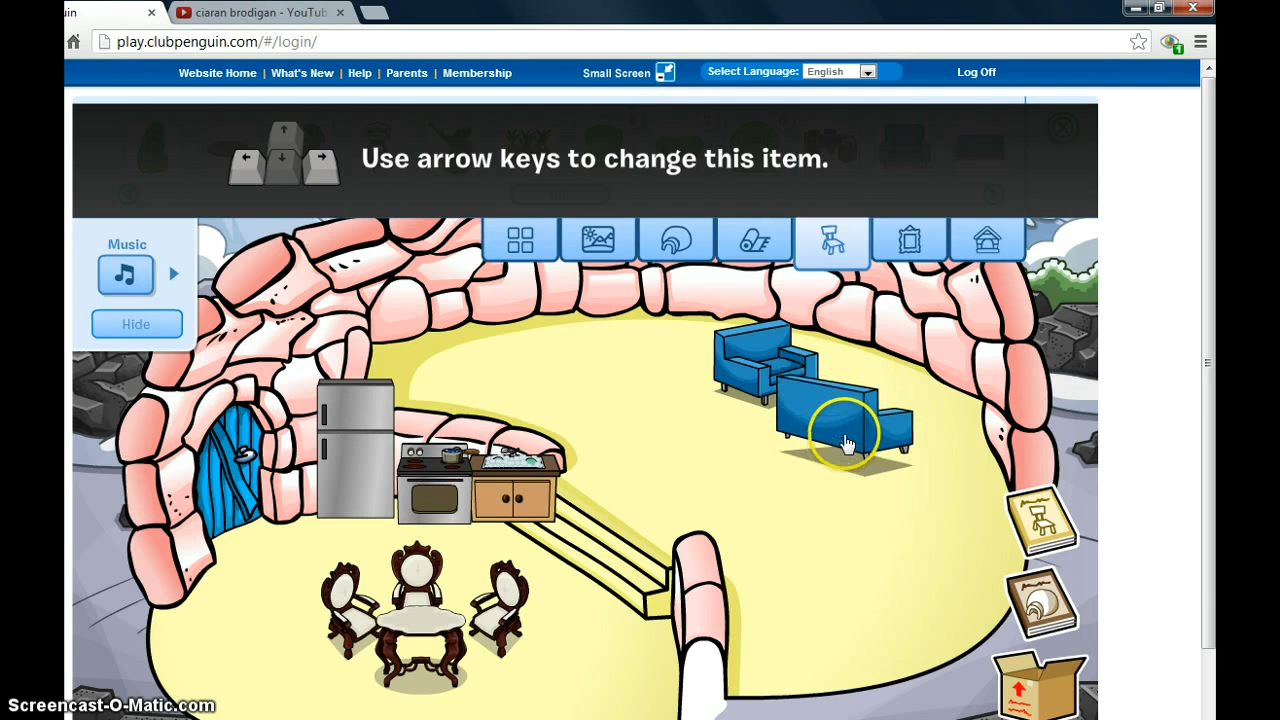 uin
ciaran brodigan - YouTub
play.clubpenguin.com/#/login/
1
Website Home | What's New | Help | Parents | Membership
Small Screen
Select Language: English
Log Off
Use arrow keys to change this item.
Music
Hide
Screencast-O-Matic.com